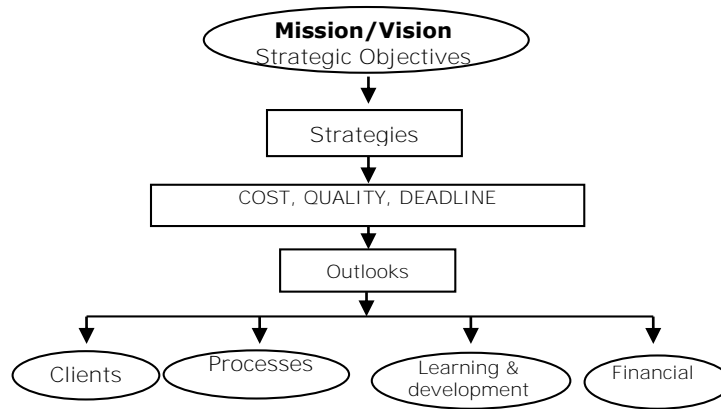 Mission/Vision
Strategic Objectives
Strategies
COST, QUALITY, DEADLINE
Outlooks
Clients
Processes
Learning &
development
Financial